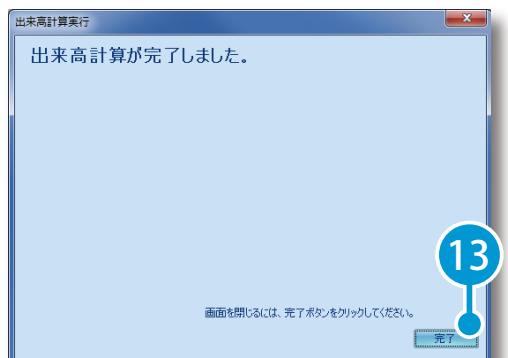 出来高計算実行
出来高計算が完了しました。
13
画面を閉じるには、完了ボタンをクリックしてください。
完了